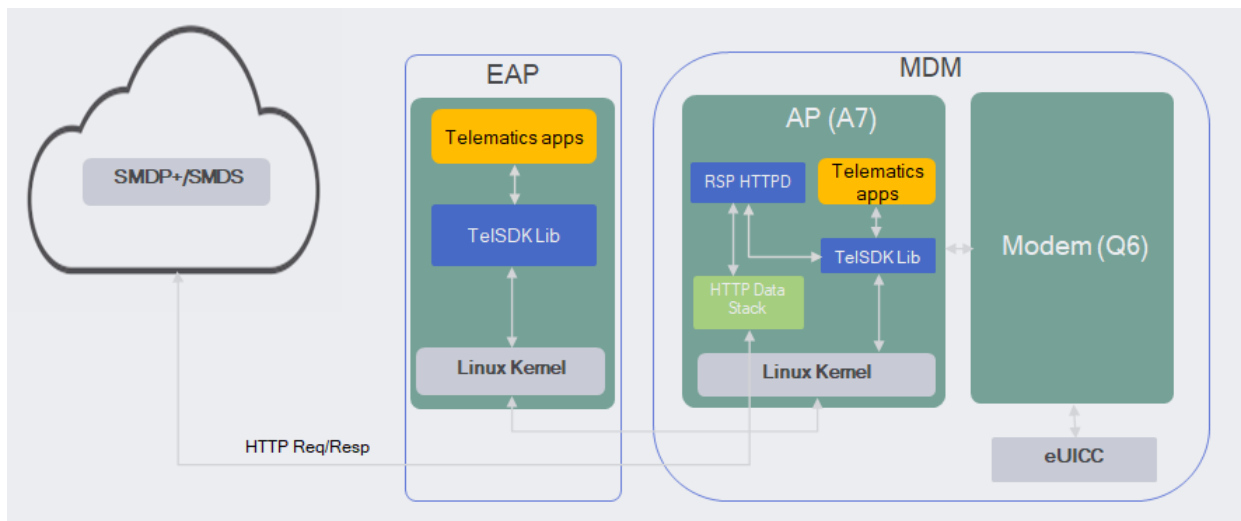 SMDP+/SMDS
EAP
Telematics apps
TelSDK Lib
Linux Kernel
MDM
AP (A7)
RSP HTTPD
Telematics
apps
TelSDK Lib
HTTP Data
Stack
Linux Kernel
Modem (Q6)
eUICC
HTTP Req/Resp